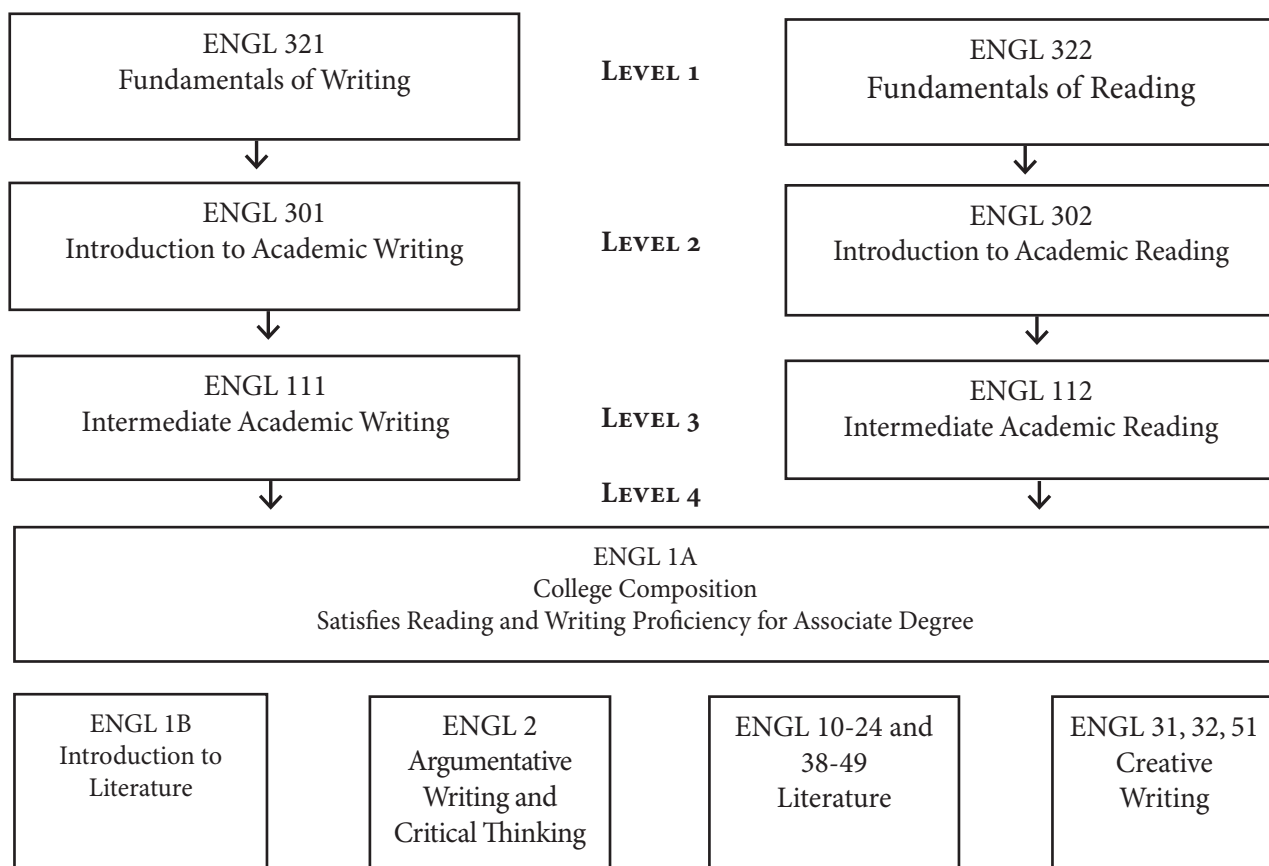 ENGL 321
Fundamentals of Writing
LEVEL 1
ENGL 322
Fundamentals of Reading
ENGL 301
Introduction to Academic Writing
LEVEL 2
ENGL 302
Introduction to Academic Reading
ENGL 111
Intermediate Academic Writing
LEVEL 3
ENGL 112
Intermediate Academic Reading
LEVEL 4
ENGL 1A
College Composition
Satisfies Reading and Writing Proficiency for Associate Degree
ENGL 1B
Introduction to
Literature
ENGL 2
Argumentative
Writing and
Critical Thinking
ENGL 10-24 and
38-49
Literature
ENGL 31, 32, 51
Creative
Writing